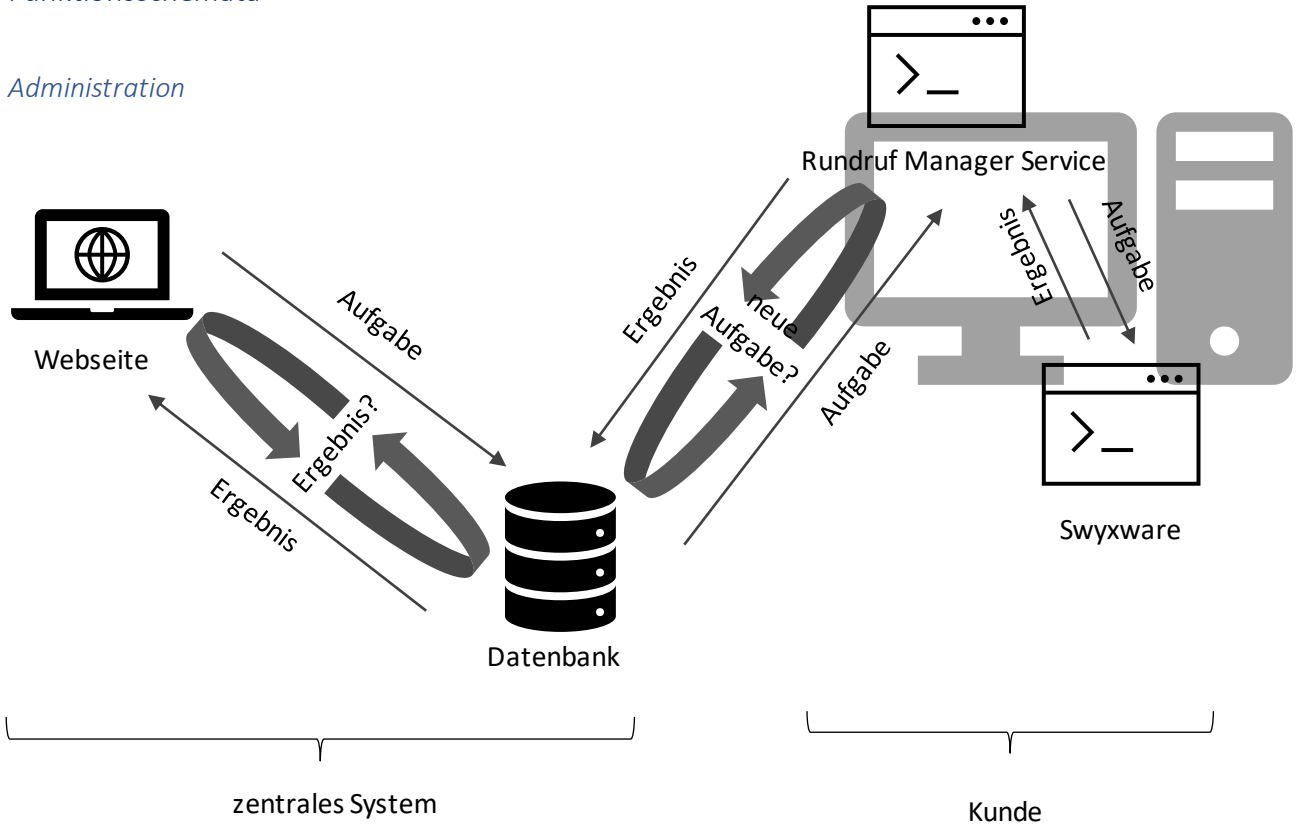 Administration
Rundruf Manager Service
Ergebnis
Aufgabe
Webseite
Aufgabe
Ergebnis?
Ergebnis
Ergebnis
neue
Aufgabe?
Aufgabe
Swyxware
Datenbank
zentrales System
Kunde